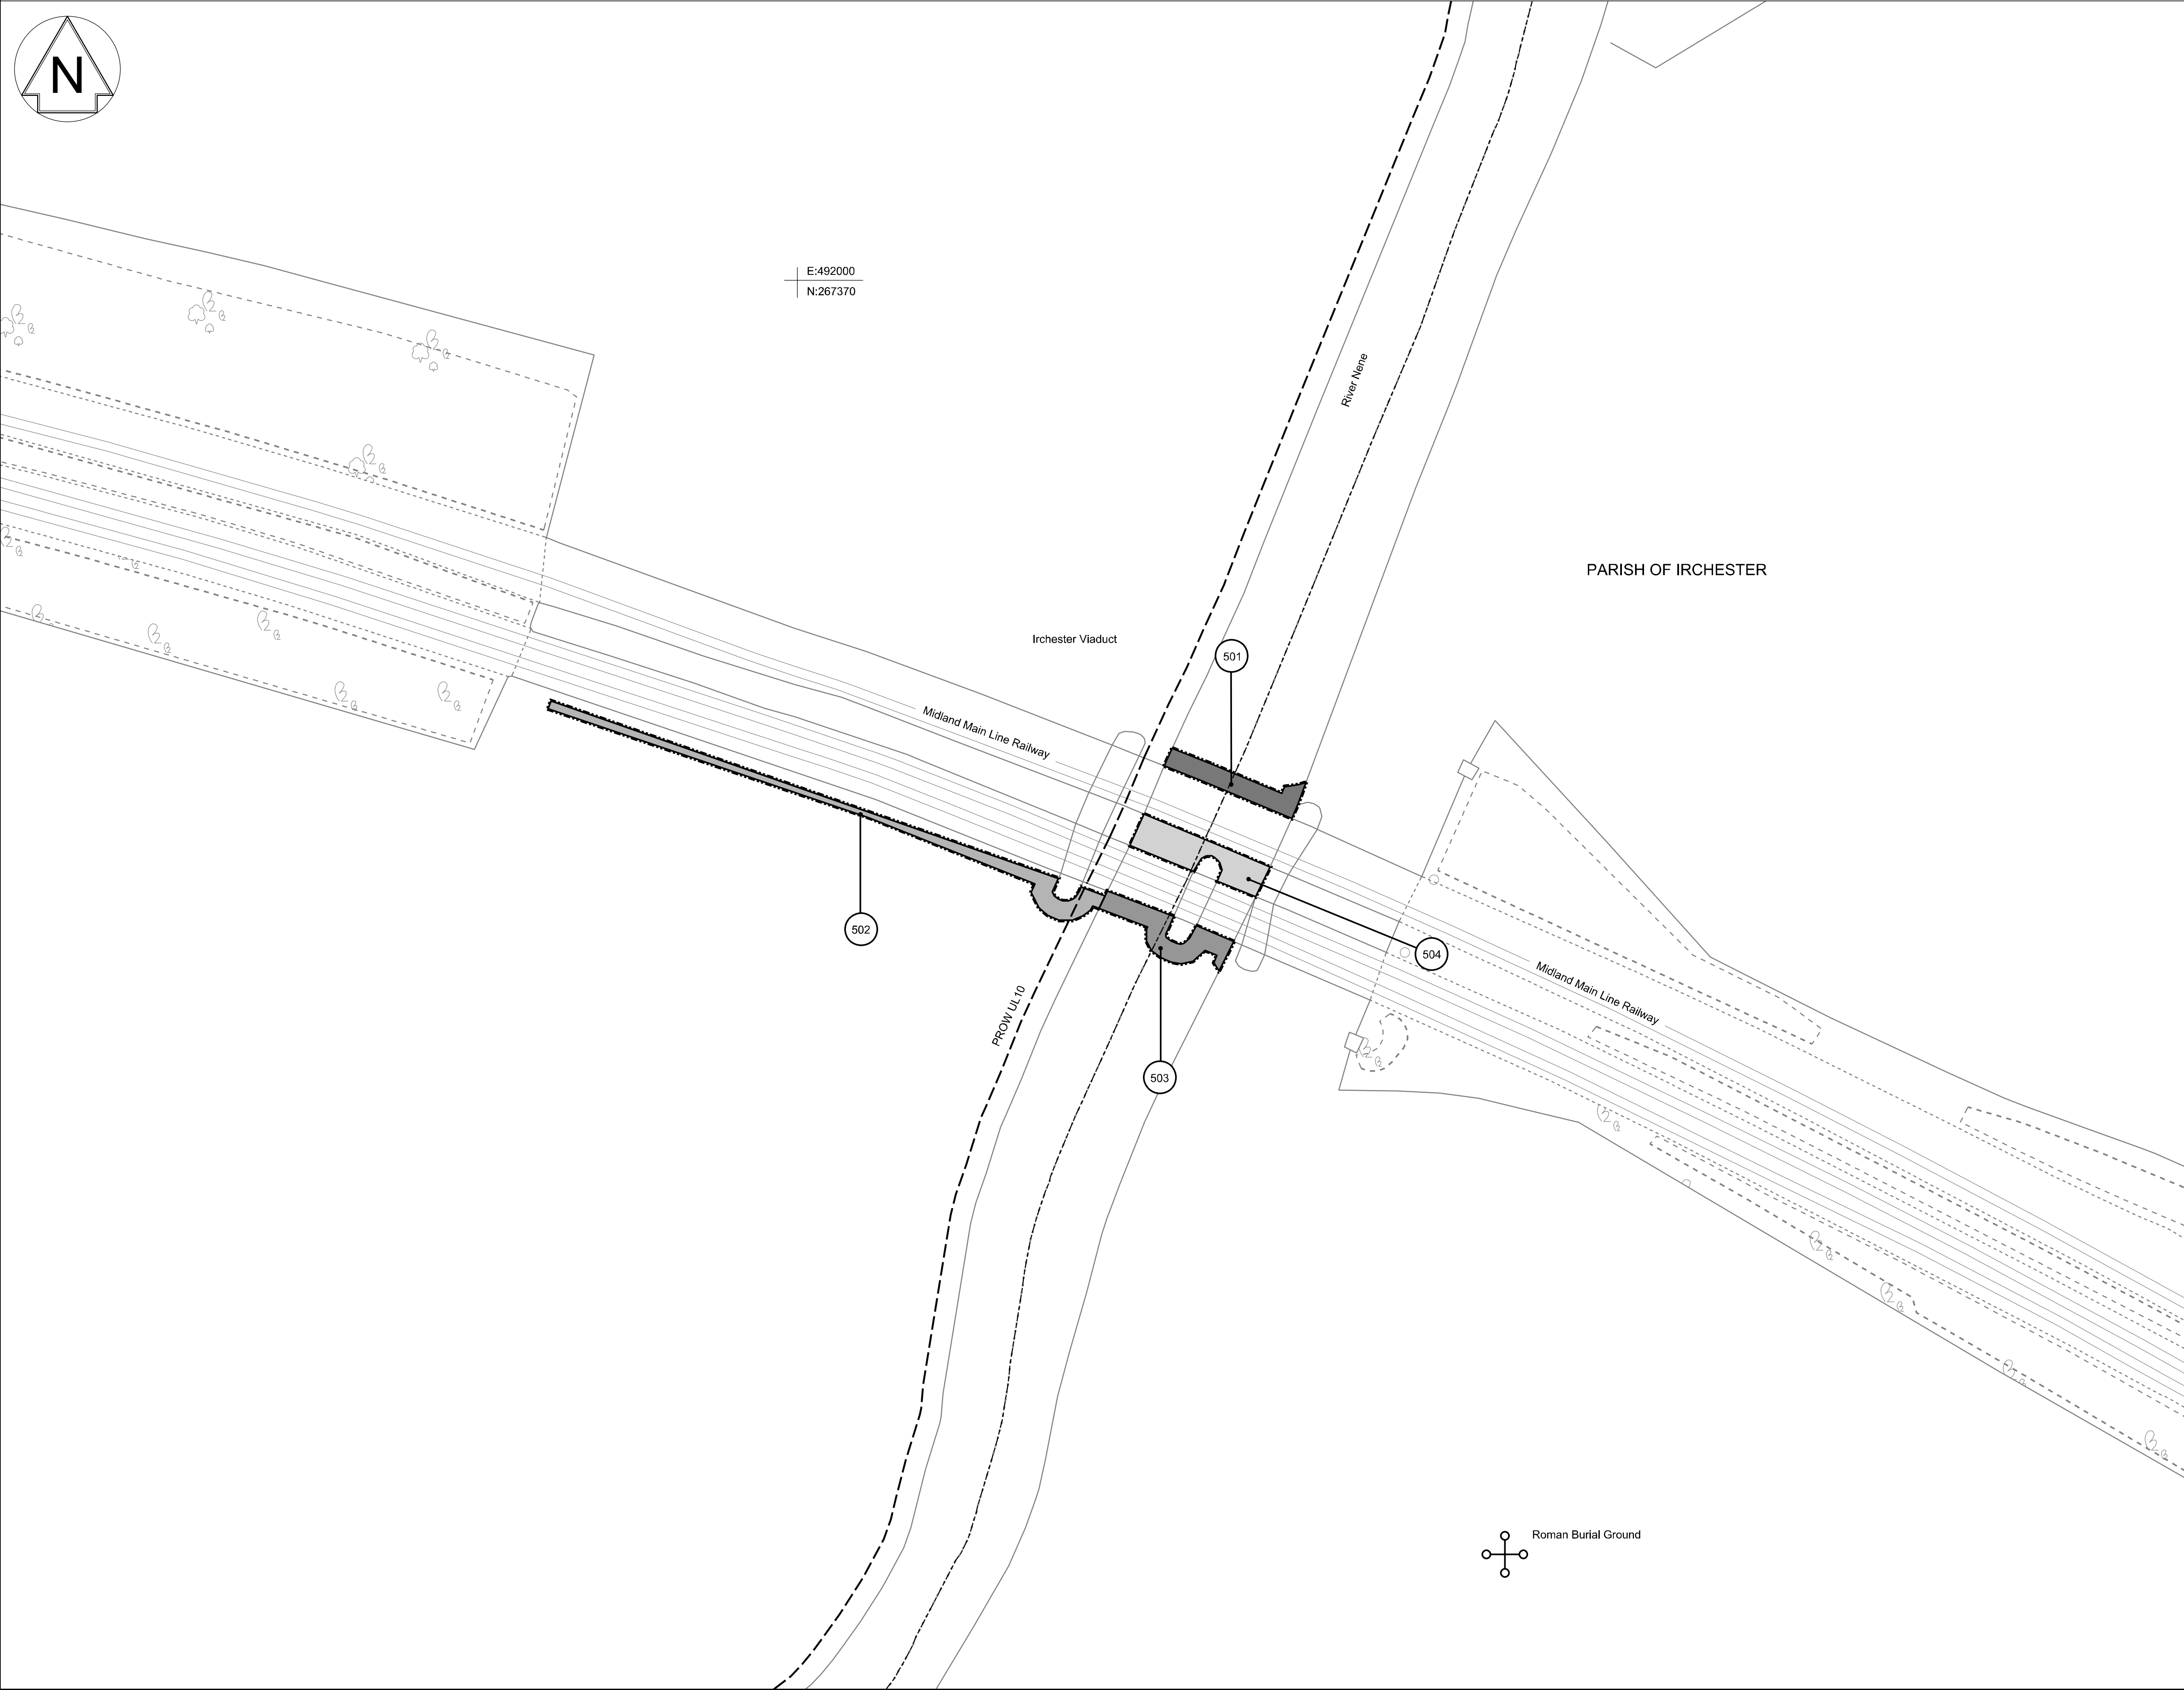 N
E:492000
N:267370
River Nene
PARISH OF IRCHESTER
Irchester Viaduct
501
Midland Main Line Railway
502
504
Midland Main Line Railway
PROW UL10
503
Roman Burial Ground